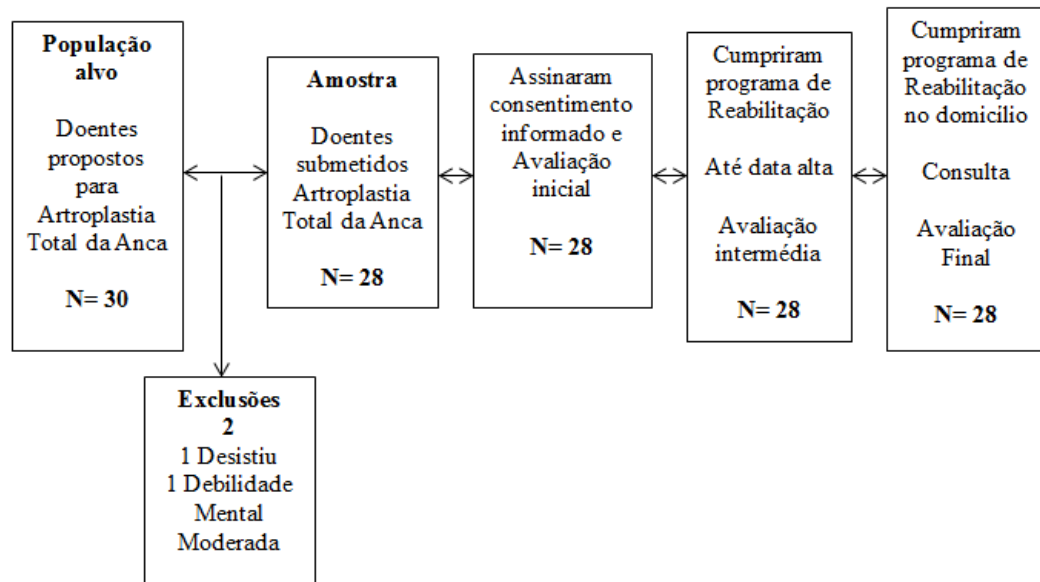 População
alvo
Doentes
propostos
para
Artroplastia
Total da Anca
N= 30
Amostra
Doentes
submetidos
Artroplastia
Total da Anca
N= 28
Assinaram
consentimento
informado e
Avaliação
inicial
N= 28
Cumpriram
programa de
Reabilitação
Até data alta
Avaliação
intermédia
N= 28
Cumpriram
programa de
Reabilitação
no domicilio
Consulta
Avaliação
Final
N= 28
Exclusões
2
1 Desistiu
1 Debilidade
Mental
Moderada